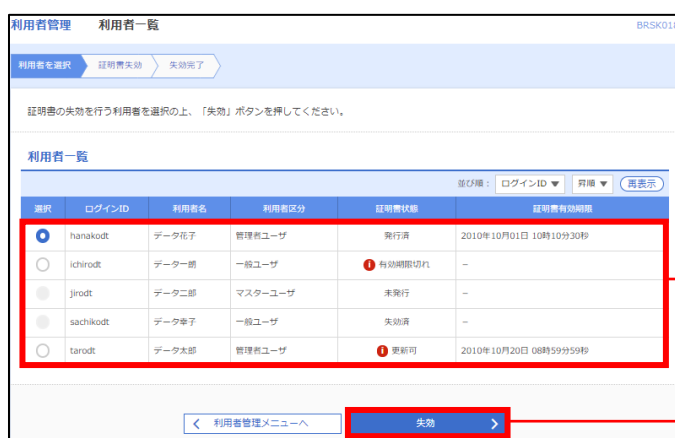 利用者管理 利用者一覧 BRSK018
利用者を選択 証明書失効 失効完了
証明書の失効を行う利用者を選択の上、「失効」ボタンを押してください。
利用者一覧
並び順： ログインID ▼ 昇順 ▼ 再表示
選択 ログインID 利用者名 利用者区分 証明書状態 証明書有効期限
hanakodt データ花子 管理者ユーザ 発行済 2010年10月01日 10時10分30秒
ichirodt データ一朗 一般ユーザ 有効期限切れ －
jirodt データ二郎 マスターユーザ 未発行 －
sachikodt データ幸子 一般ユーザ 失効済 －
tarodt データ太郎 管理者ユーザ 更新可 2010年10月20日 08時59分59秒
利用者管理メニューへ 失効